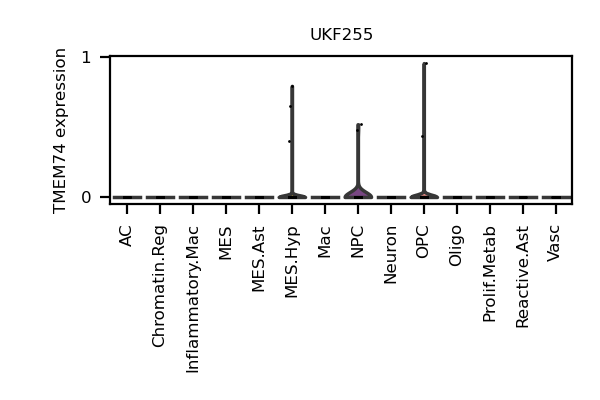 UKF255
TMEM74 expression
1
0
AC
Chromatin.Reg
Inflammatory.Mac
MES
MES.Ast
MES.Hyp
Mac
NPC
Neuron
OPC
Oligo
Prolif.Metab
Reactive.Ast
Vasc